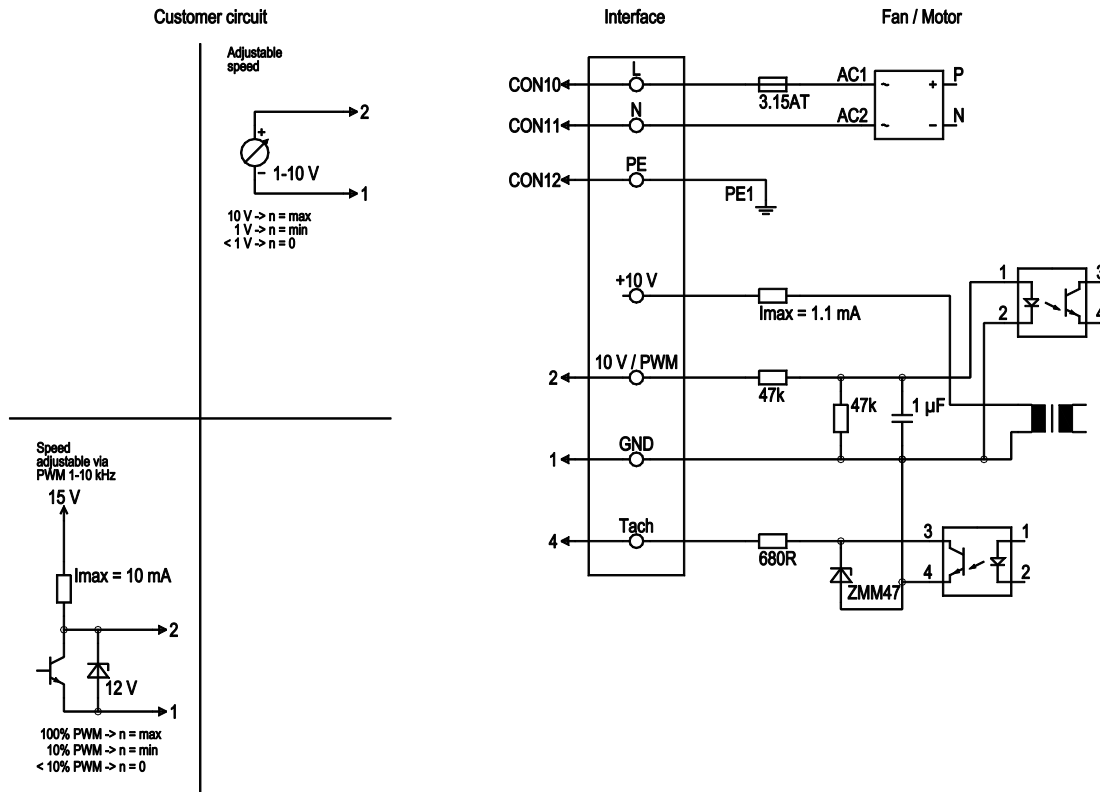 Customer circuit
Interface
Fan / Motor
Adjustable
speed
2
+
– 1-10 V
1
10 V -> n = max
1 V -> n = min
< 1 V -> n = 0
Speed
adjustable via
PWM 1-10 kHz
15 V
Imax = 10 mA
2
12 V
1
100% PWM -> n = max
10% PWM -> n = min
< 10% PWM -> n = 0
L
CON10
3.15AT
AC1
~ + P
N
CON11
AC2
~ – N
PE
CON12
PE1
+10 V
Imax = 1.1 mA
1
2
3
4
10 V / PWM
2
47k
47k
1 µF
GND
1
Tach
4
680R
ZMM47
3
4
1
2